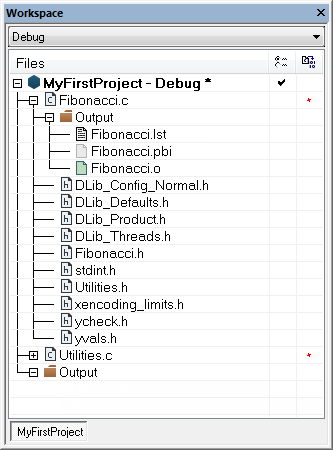 Workspace
Debug
Files
MyFirstProject - Debug *
Fibonacci.c
Output
Fibonacci.lst
Fibonacci.pbi
Fibonacci.o
DLib_Config_Normal.h
DLib_Defaults.h
DLib_Product.h
DLib_Threads.h
Fibonacci.h
stdint.h
Utilities.h
xencoding_limits.h
ycheck.h
yvals.h
Utilities.c
Output
MyFirstProject